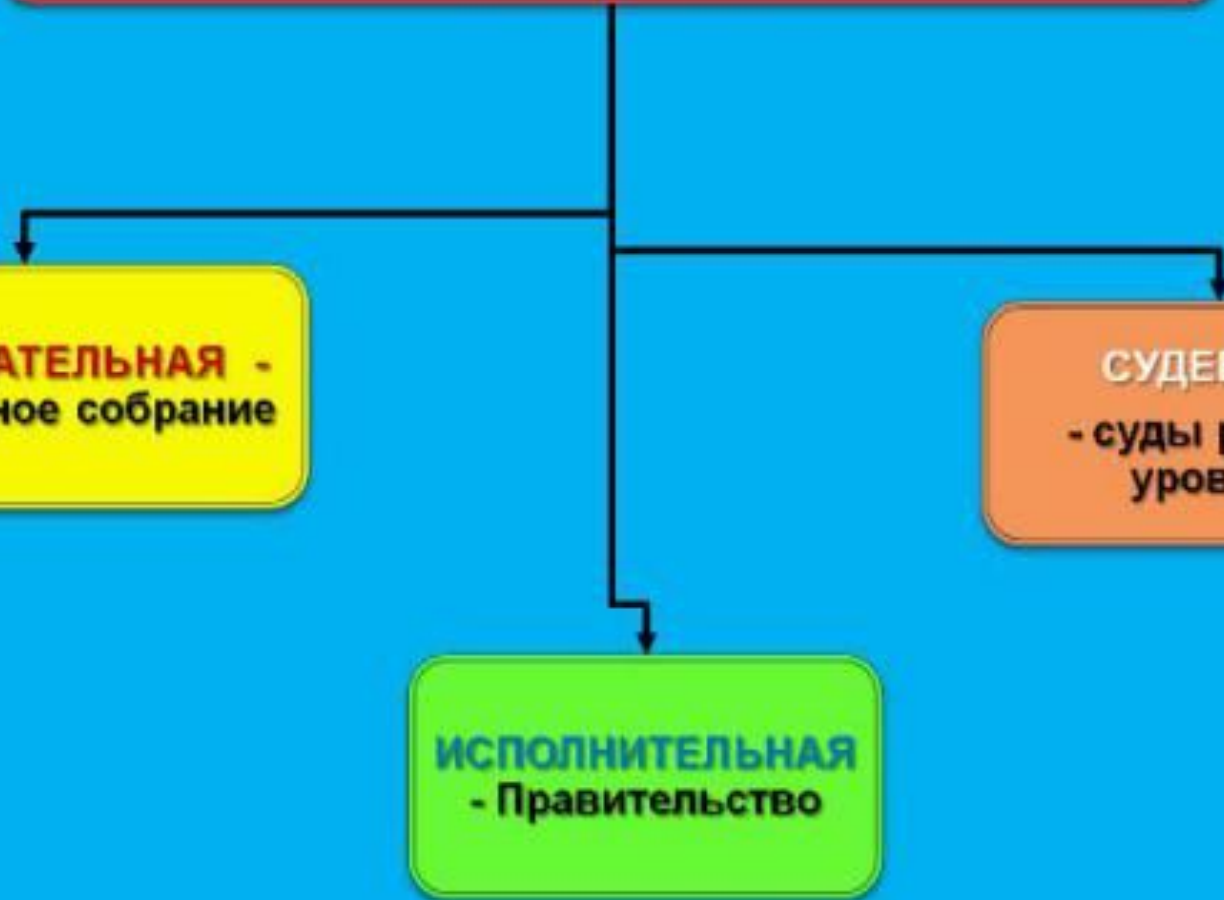 АТЕЛЬНАЯ -
ное собрание
СУДЕ
- суды
уров
ИСПОЛНИТЕЛЬНАЯ
- Правительство